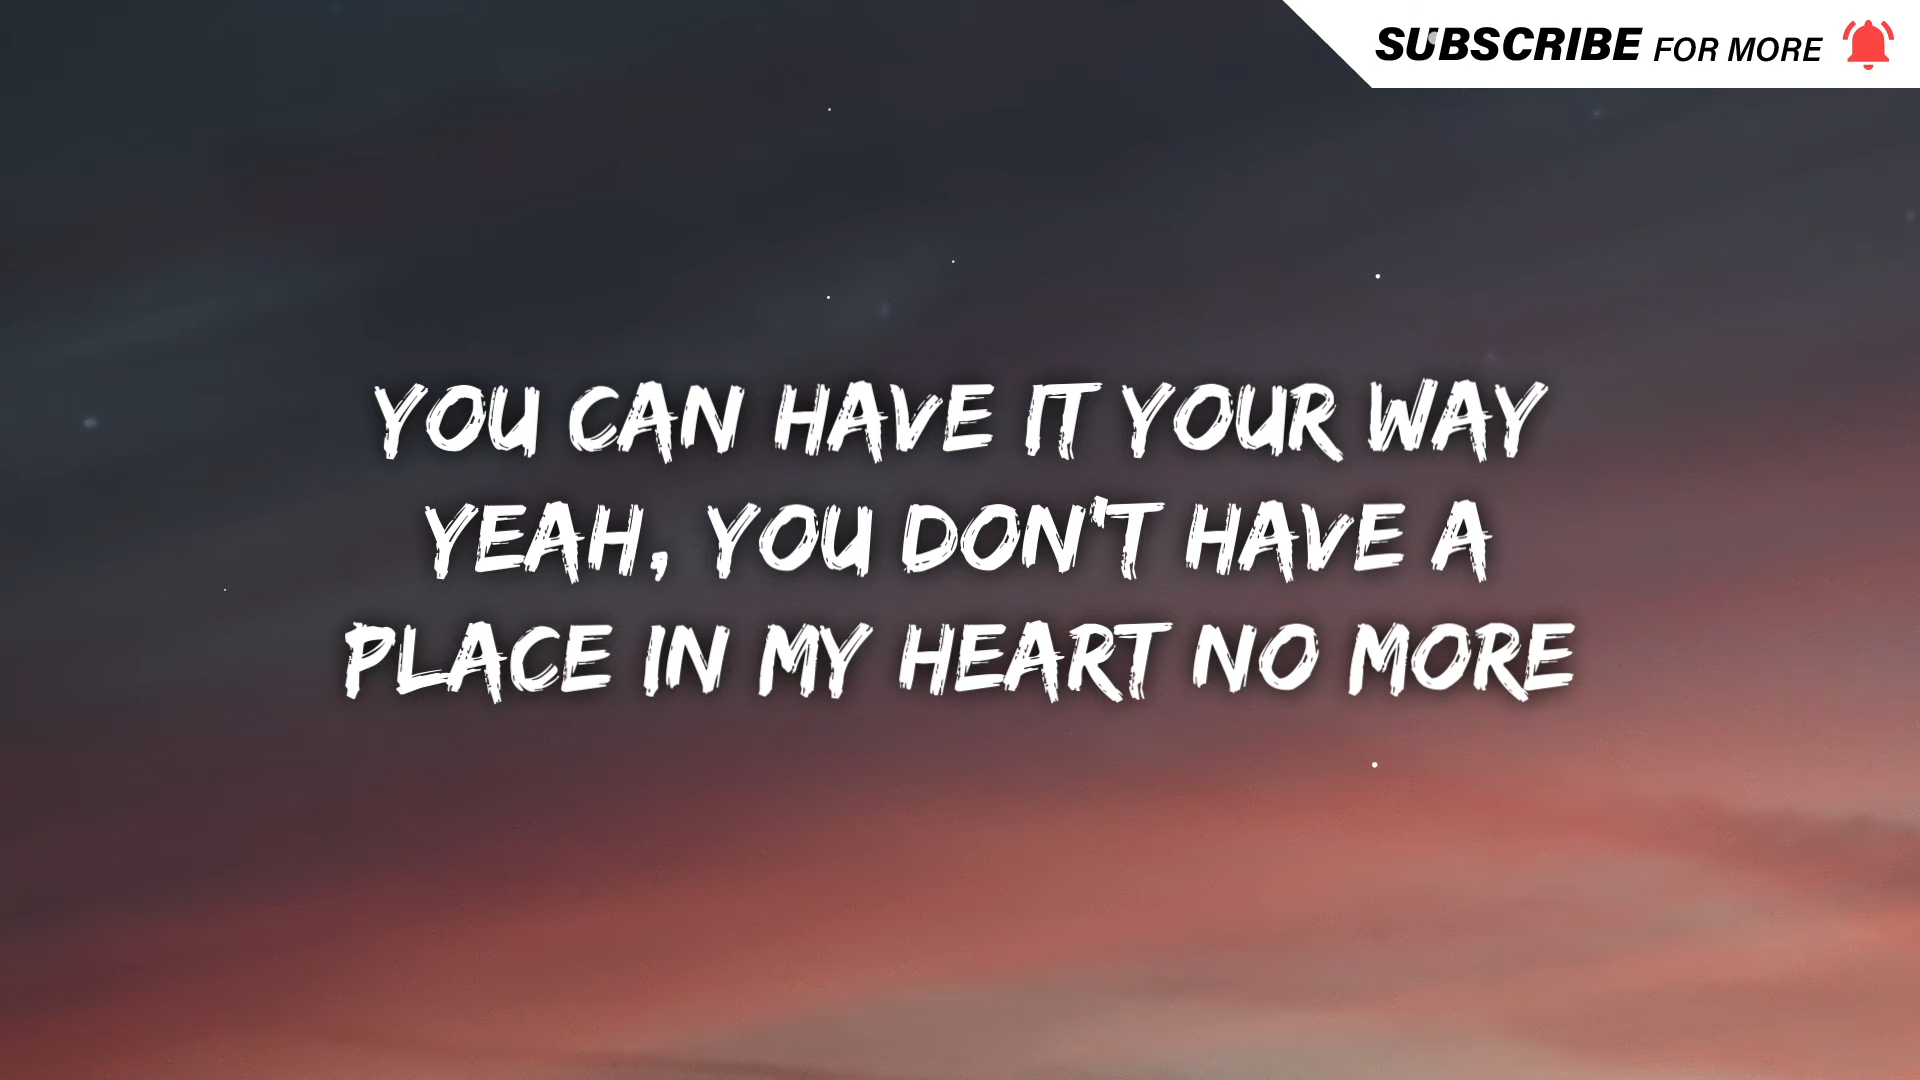 SUBSCRIBE FOR MORE
YOU CAN HAVE IT YOUR WAY
YEAH, YOU DON'T HAVE A
PLACE IN MY HEART NO MORE